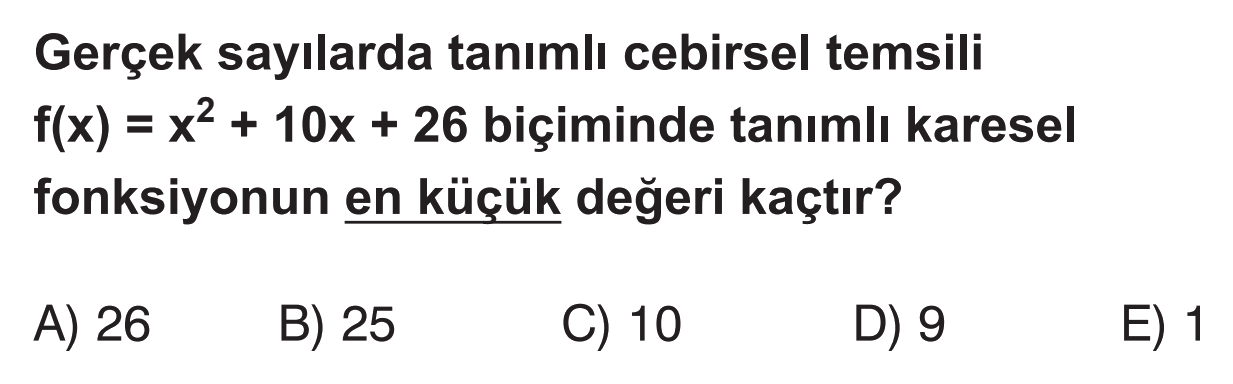 Gerçek sayılarda tanımlı cebirsel temsili
f(x) = x² + 10x + 26 biçiminde tanımlı karesel
fonksiyonun en küçük değeri kaçtır?
A) 26 B) 25 C) 10 D) 9 E) 1